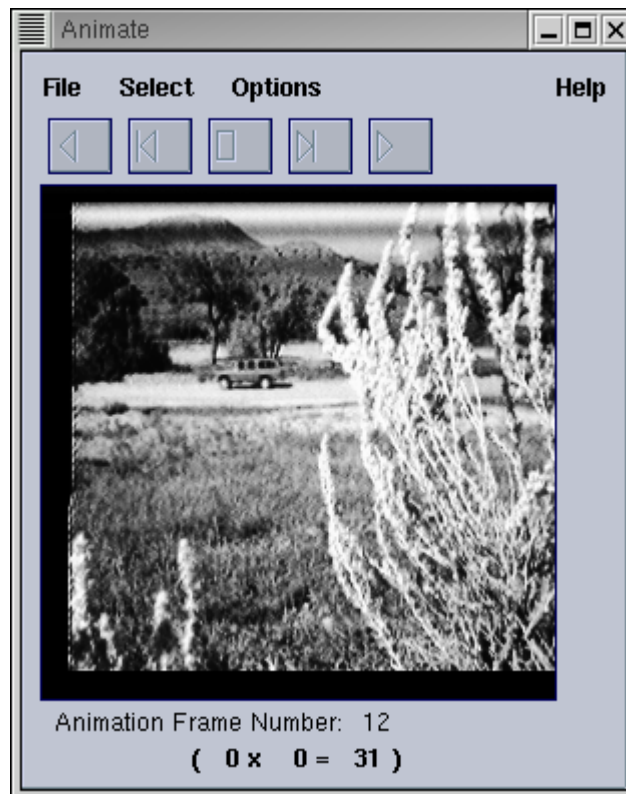 Animate
File Select Options Help
Animation Frame Number: 12
( 0 x 0 = 31 )